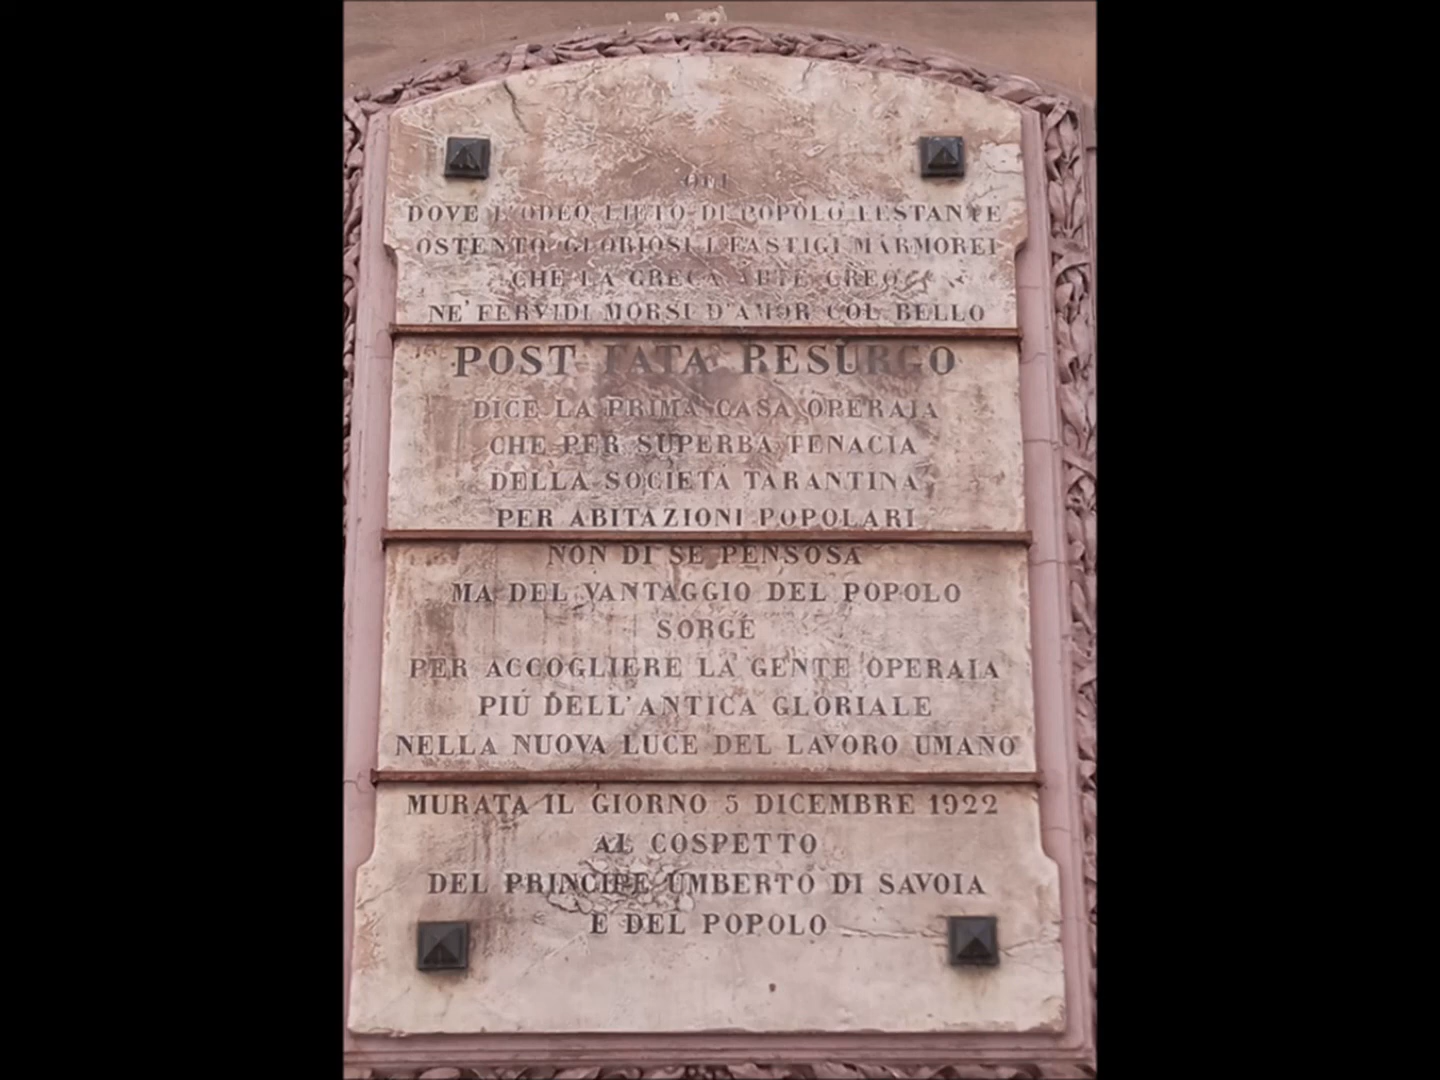 QUI
DOVE L'ODEO LIETO DI POPOLO FESTANTE
OSTENTÒ GLORIOSI I FASTIGI MARMOREI
CHE LA GRECA ARTE CREÒ
NE' FERVIDI MORSI D'AMOR COL BELLO
POST FATA RESURGO
DICE LA PRIMA CASA OPERAIA
CHE PER SUPERBA TENACIA
DELLA SOCIETÀ TARANTINA
PER ABITAZIONI POPOLARI
NON DI SÈ PENSOSA
MA DEL VANTAGGIO DEL POPOLO
SORGE
PER ACCOGLIERE LA GENTE OPERAIA
PIÙ DELL'ANTICA GLORIALE
NELLA NUOVA LUCE DEL LAVORO UMANO
MURATA IL GIORNO 5 DICEMBRE 1922
AL COSPETTO
DEL PRINCIPE UMBERTO DI SAVOIA
E DEL POPOLO